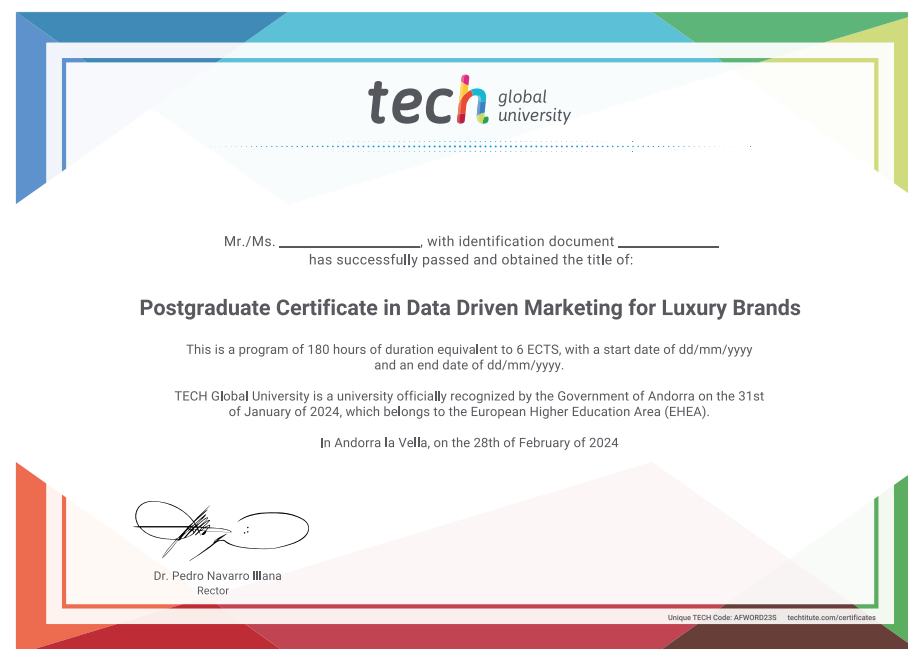 tech global university
Mr./Ms. ____________, with identification document ____________
has successfully passed and obtained the title of:
Postgraduate Certificate in Data Driven Marketing for Luxury Brands
This is a program of 180 hours of duration equivalent to 6 ECTS, with a start date of dd/mm/yyyy
and an end date of dd/mm/yyyy.
TECH Global University is a university officially recognized by the Government of Andorra on the 31st
of January of 2024, which belongs to the European Higher Education Area (EHEA).
In Andorra la Vella, on the 28th of February of 2024
Dr. Pedro Navarro Illana
Rector
Unique TECH Code: AFWORD23S techtitute.com/certificates